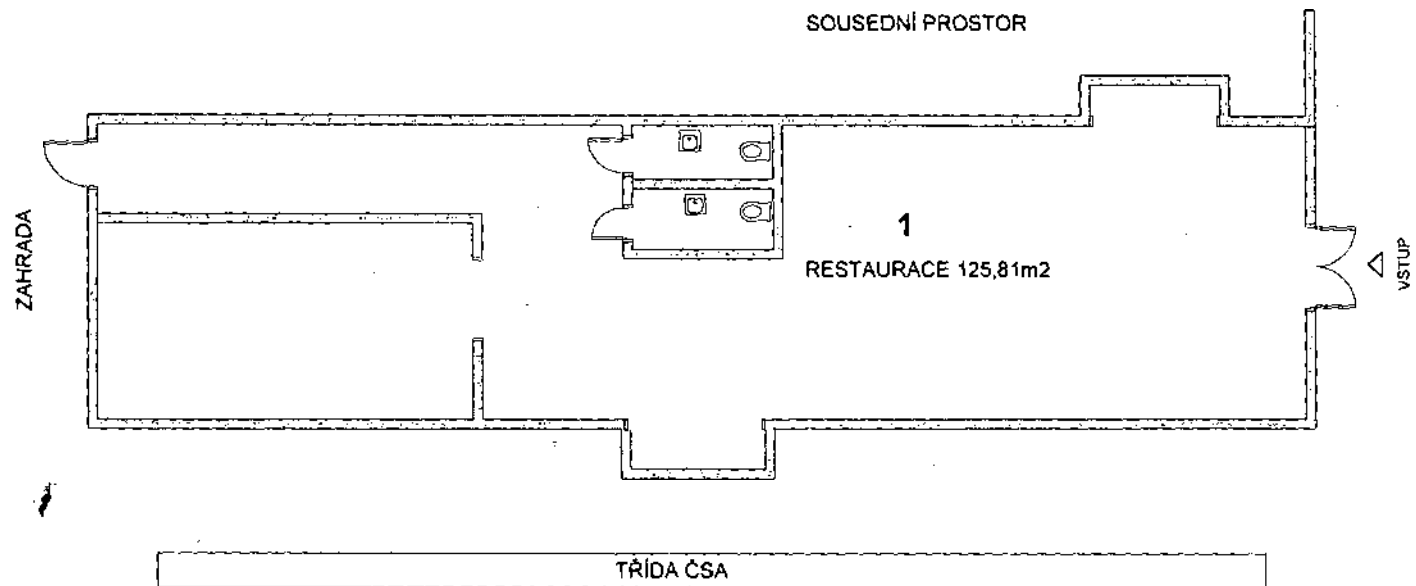 SOUSEDNÍ PROSTOR
ZAHRADA
1
RESTAURACE 125,81m2
VSTUP
TŘÍDA ČSA